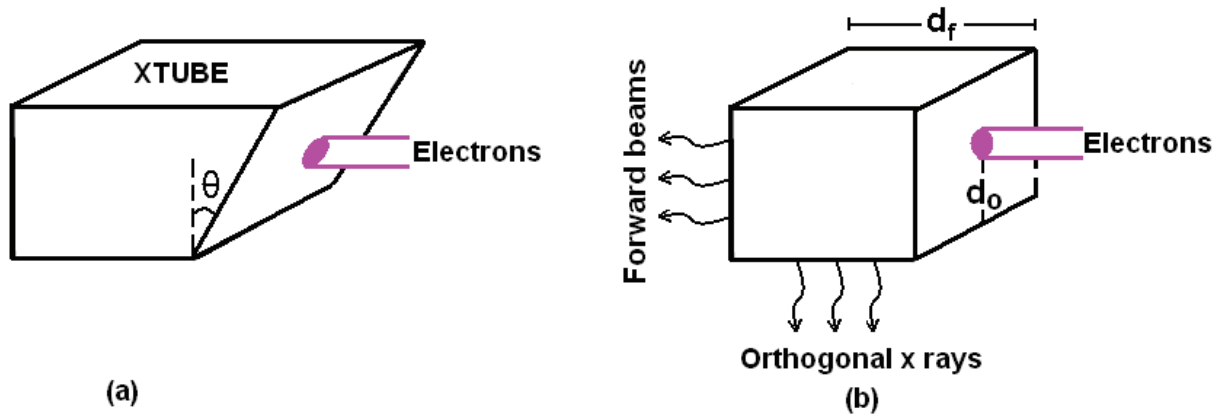 XTUBE
Electrons
θ
(a)
d_f
Forward beams
Electrons
d_o
Orthogonal x rays
(b)